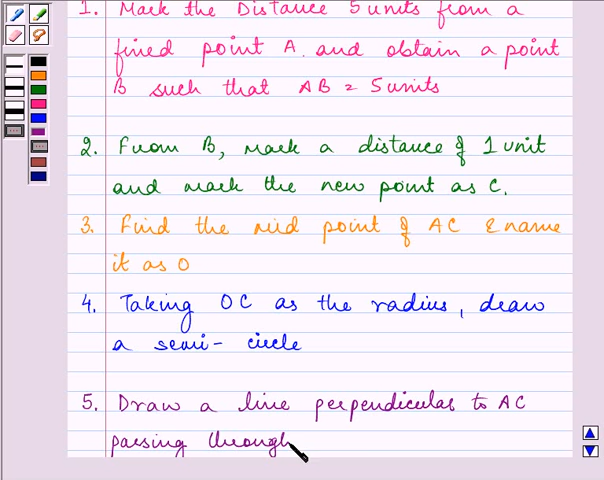 1. Mark the Distance 5 units from a
fixed point A. and obtain a point
B such that AB = 5 units
2. From B, mark a distance of 1 unit
and mark the new point as C.
3. Find the mid point of AC & name
it as O
4. Taking OC as the radius, draw
a semi-circle
5. Draw a line perpendicular to AC
passing through